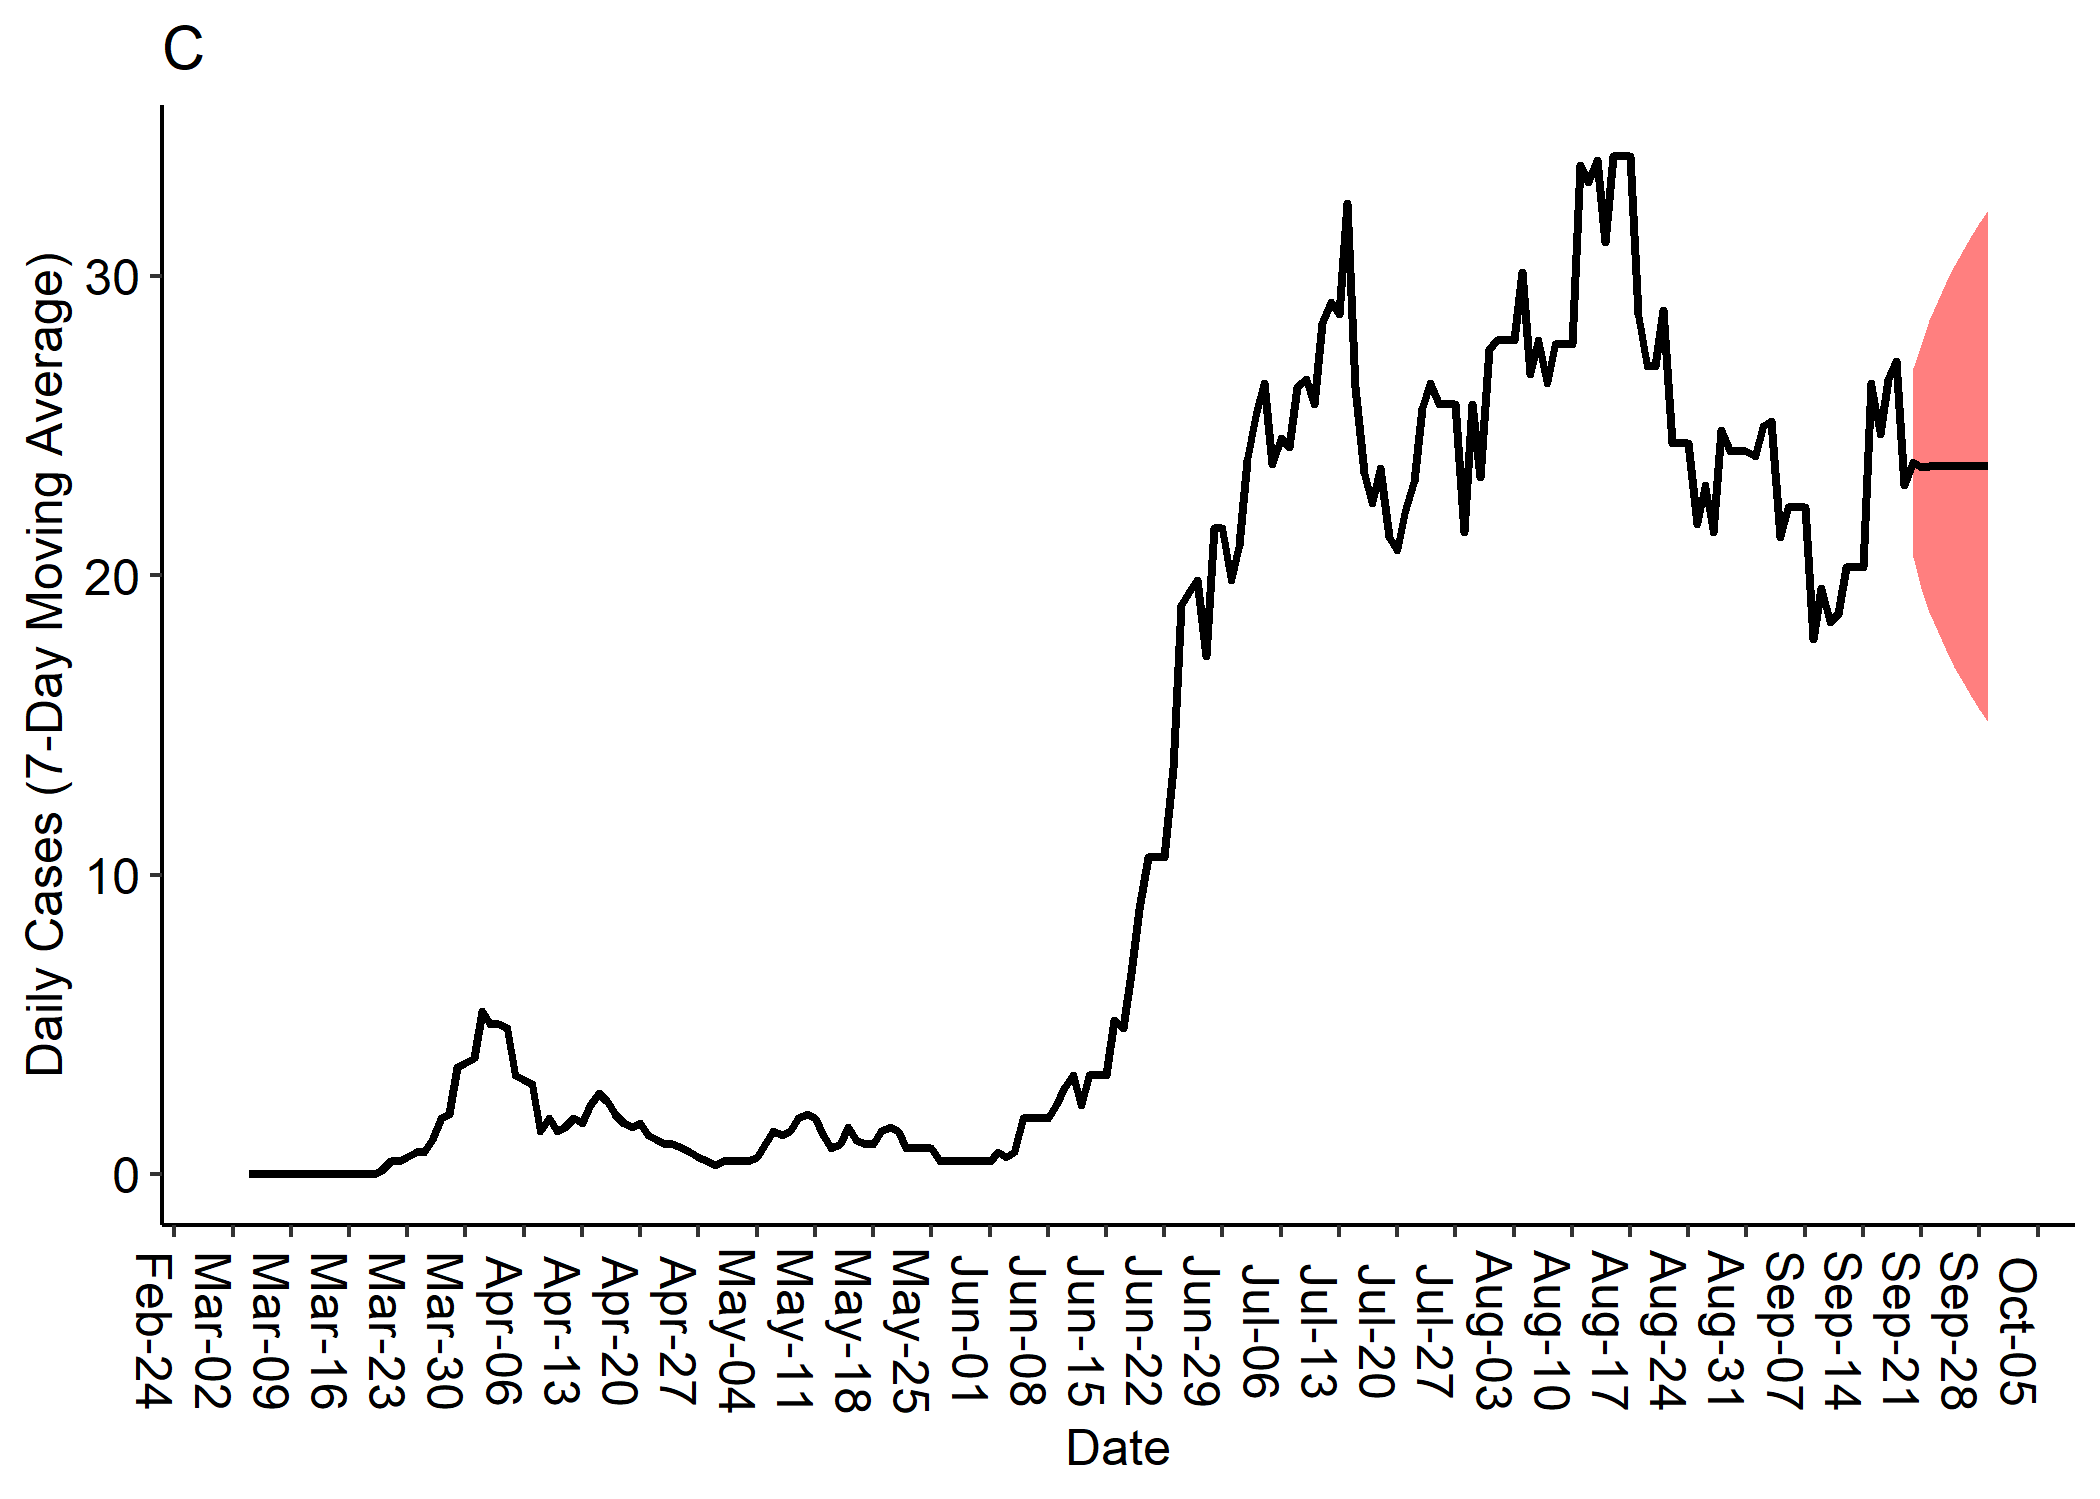 C
Daily Cases (7-Day Moving Average)
30
20
10
0
Feb-24
Mar-02
Mar-09
Mar-16
Mar-23
Mar-30
Apr-06
Apr-13
Apr-20
Apr-27
May-04
May-11
May-18
May-25
Jun-01
Jun-08
Jun-15
Jun-22
Jun-29
Jul-06
Jul-13
Jul-20
Jul-27
Aug-03
Aug-10
Aug-17
Aug-24
Aug-31
Sep-07
Sep-14
Sep-21
Sep-28
Oct-05
Date